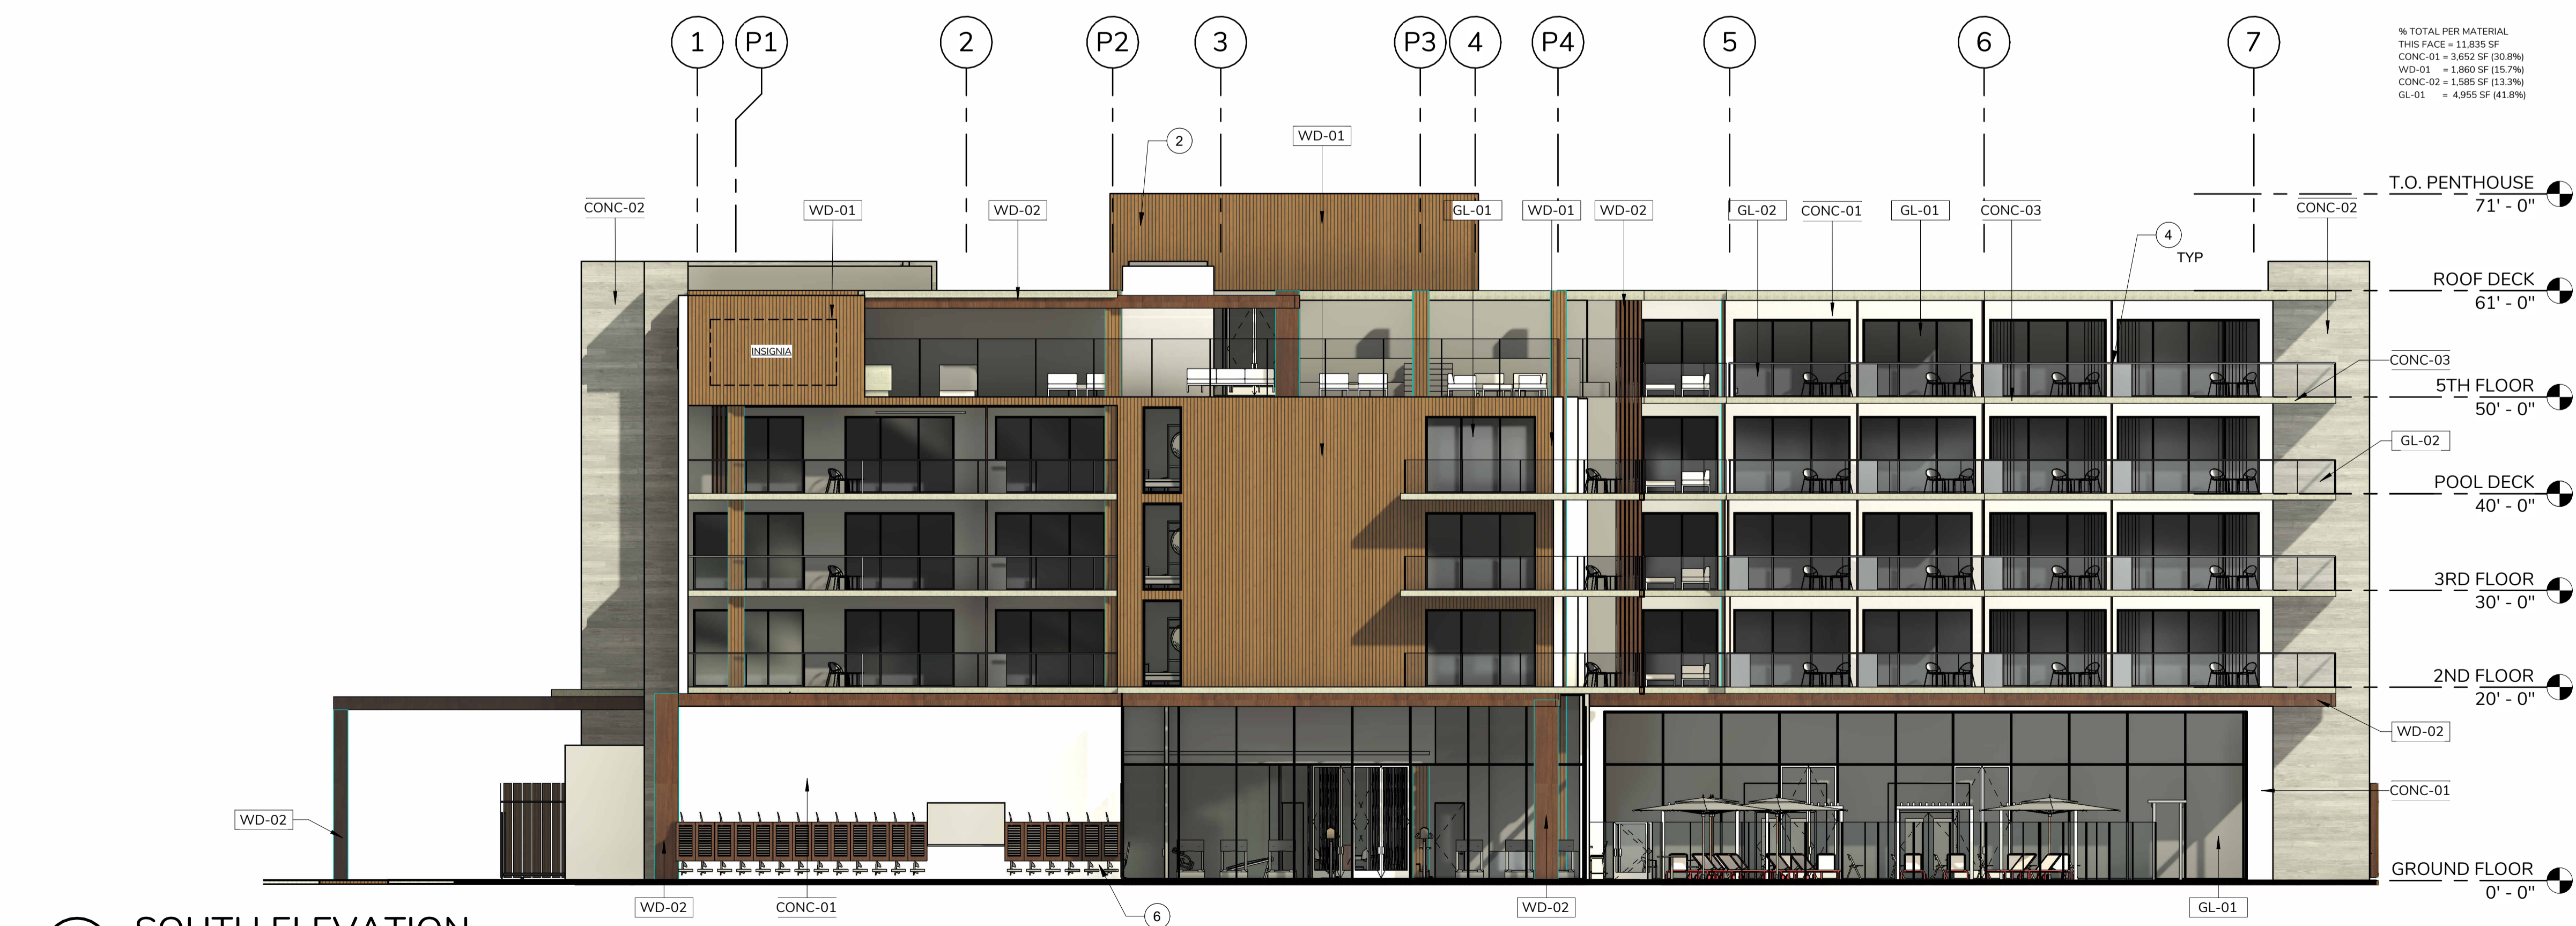 1
P1
2
P2
3
P3
4
P4
5
6
7
% TOTAL PER MATERIAL
THIS FACE = 11,835 SF
CONC-01 = 3,652 SF (30.8%)
WD-01 = 1,860 SF (15.7%)
CONC-02 = 1,585 SF (13.3%)
GL-01 = 4,955 SF (41.8%)
2
WD-01
T.O. PENTHOUSE
71' - 0"
CONC-02
WD-01
WD-02
GL-01
WD-01
WD-02
GL-02
CONC-01
GL-01
CONC-03
CONC-02
4
TYP
ROOF DECK
61' - 0"
INSIGNIA
CONC-03
5TH FLOOR
50' - 0"
GL-02
POOL DECK
40' - 0"
3RD FLOOR
30' - 0"
2ND FLOOR
20' - 0"
WD-02
CONC-01
WD-02
GROUND FLOOR
0' - 0"
WD-02
CONC-01
6
WD-02
GL-01
SOUTH ELEVATION